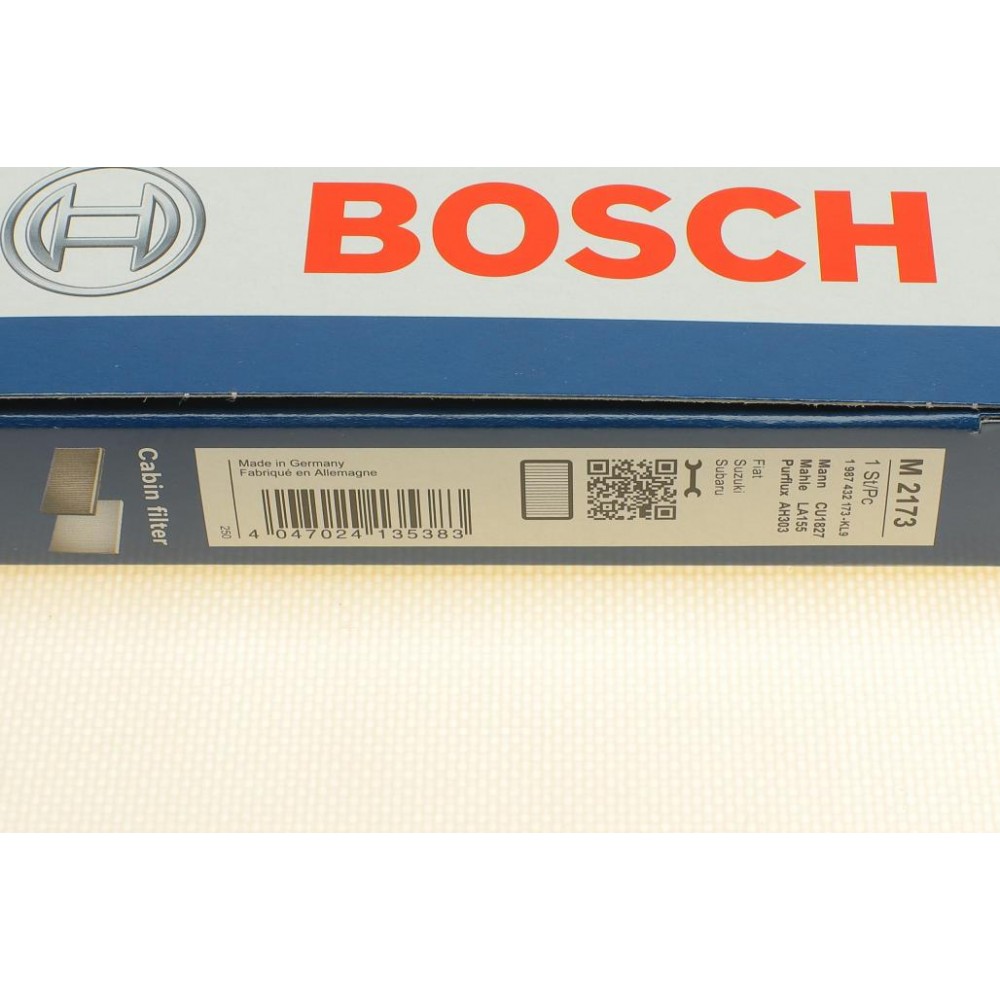 BOSCH
Cabin filter
Made in Germany
Fabriqué en Allemagne
250
4 047024 135383
M 2173
1 St/Pc
1 987 432 173-KL9
Mann CU1827
Mahle LA155
Purflux AH303
Fiat
Suzuki
Subaru